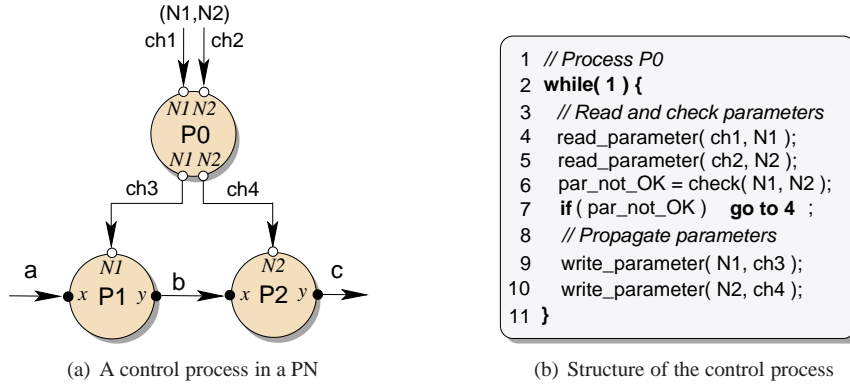 (N1,N2)
ch1 ch2
N1 N2
P0
N1 N2
ch3 ch4
a N1 b N2 c
x P1 y x P2 y
(a) A control process in a PN
1 // Process P0
2 while( 1 ) {
3 // Read and check parameters
4 read_parameter( ch1, N1 );
5 read_parameter( ch2, N2 );
6 par_not_OK = check( N1, N2 );
7 if ( par_not_OK ) go to 4 ;
8 // Propagate parameters
9 write_parameter( N1, ch3 );
10 write_parameter( N2, ch4 );
11 }
(b) Structure of the control process